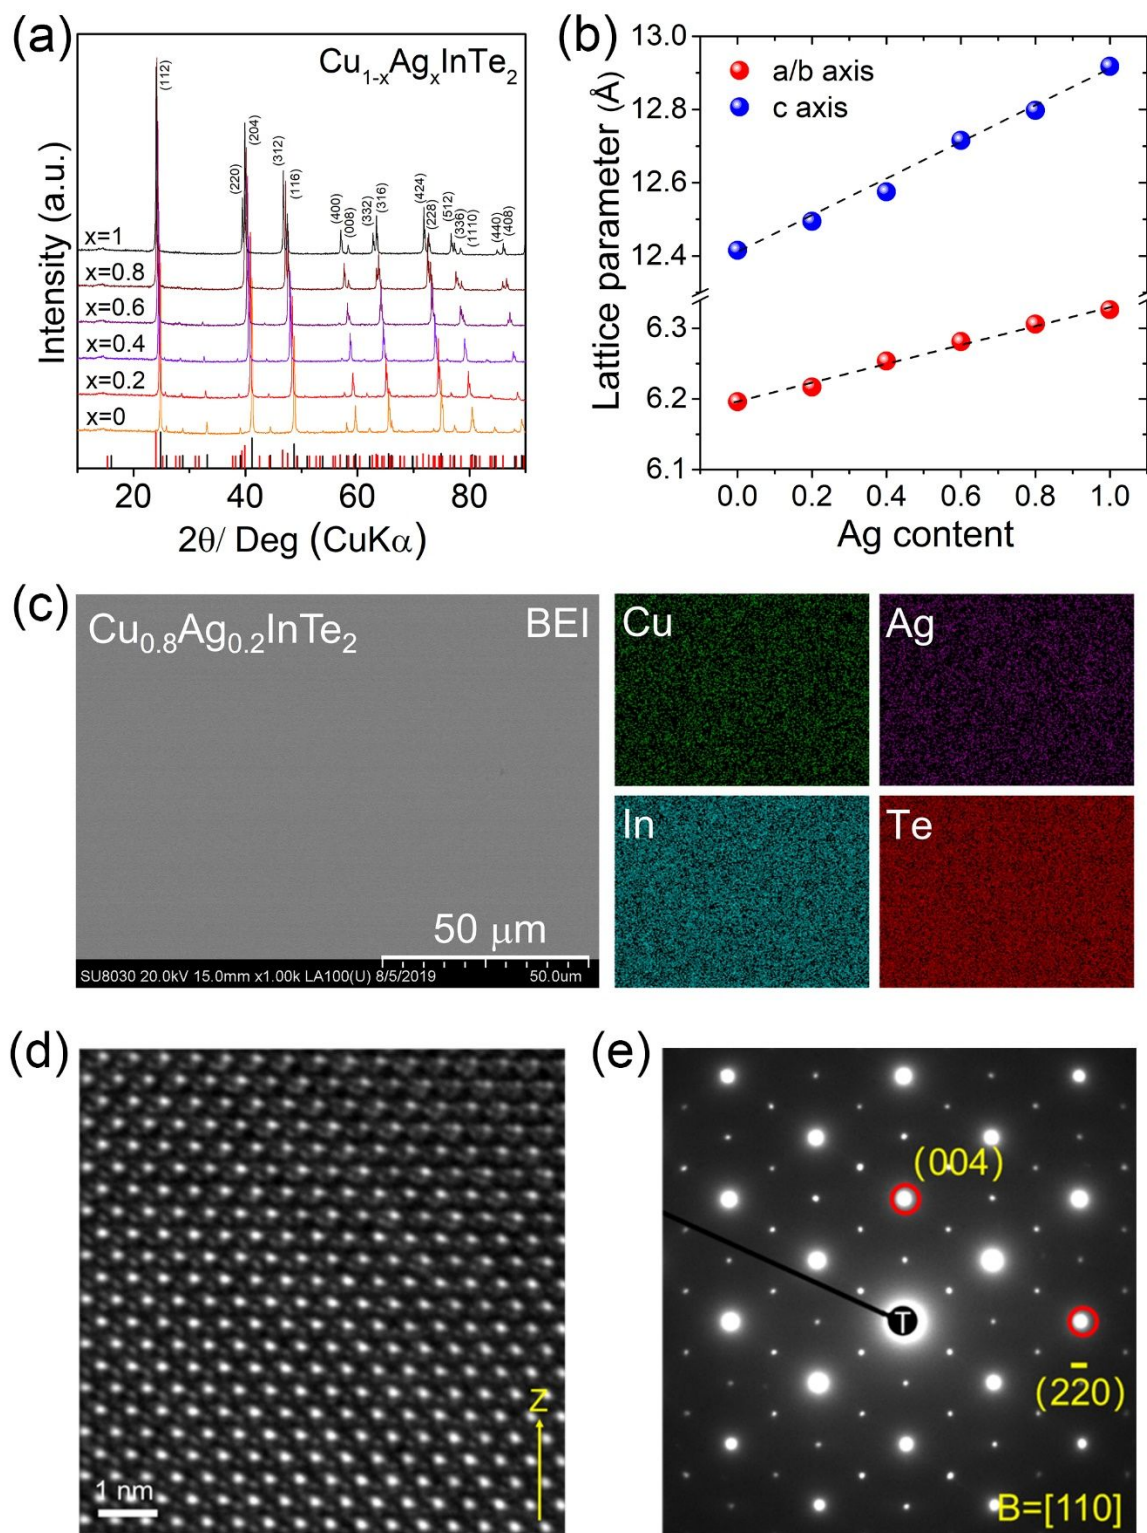 (a)
Cu1-xAgxInTe2
(112)
(220)
(204)
(312)
(116)
(400)
(008)
(332)
(316)
(424)
(228)
(512)
(336)
(1110)
(440)
(408)
x=1
x=0.8
x=0.6
x=0.4
x=0.2
x=0
Intensity (a.u.)
20 40 60 80
2θ/ Deg (CuKα)
(b)
a/b axis
c axis
13.0
12.8
12.6
12.4
6.3
6.2
6.1
Lattice parameter (Å)
0.0 0.2 0.4 0.6 0.8 1.0
Ag content
(c)
Cu0.8Ag0.2InTe2 BEI
50 μm
SU8030 20.0kV 15.0mm x1.00k LA100(U) 8/5/2019 50.0um
Cu
Ag
In
Te
(d)
Z
1 nm
(e)
(004)
T
(22̄0)
B=[110]